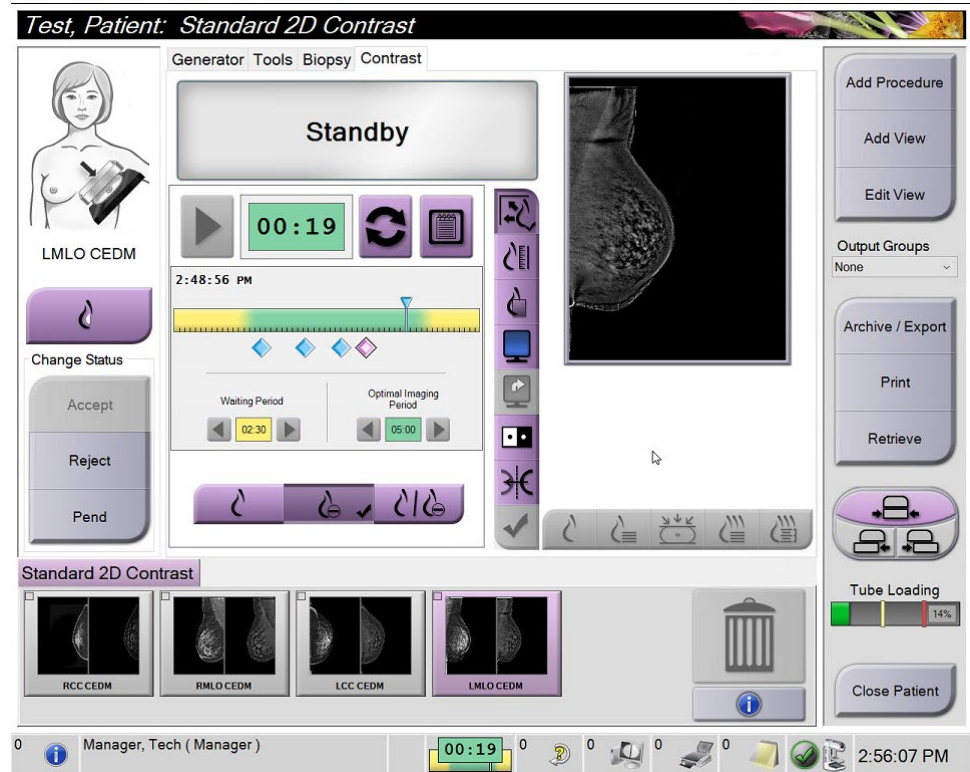 Test, Patient: Standard 2D Contrast
Generator Tools Biopsy Contrast
Standby
LMLO CEDM
00:19
2:48:56 PM
Waiting Period
Optimal Imaging
Period
02:30
05:00
Change Status
Accept
Reject
Pend
Add Procedure
Add View
Edit View
Output Groups
None
Archive / Export
Print
Retrieve
Tube Loading
14%
Close Patient
Standard 2D Contrast
RCC CEDM
RMLO CEDM
LCC CEDM
LMLO CEDM
0
Manager, Tech ( Manager )
00:19
0
0
0
0
2:56:07 PM